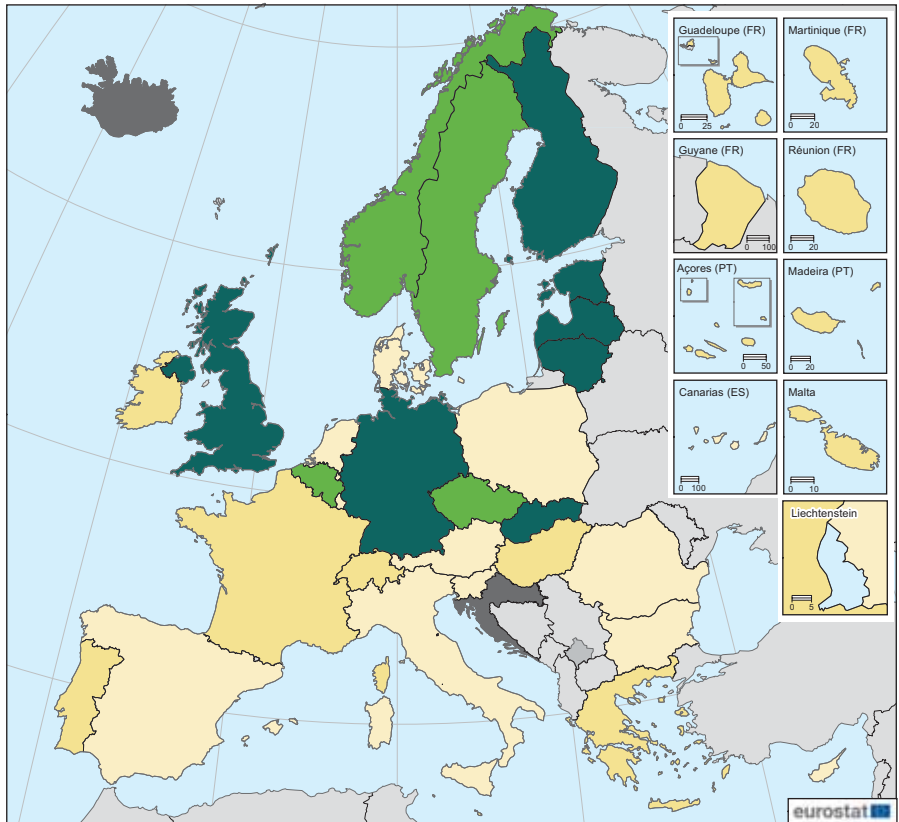 Guadeloupe (FR)
0 25
Martinique (FR)
0 20
Guyane (FR)
0 100
Réunion (FR)
0 20
Açores (PT)
0 50
Madeira (PT)
0 20
Canarias (ES)
0 100
Malta
0 10
Liechtenstein
0 5
eurostat